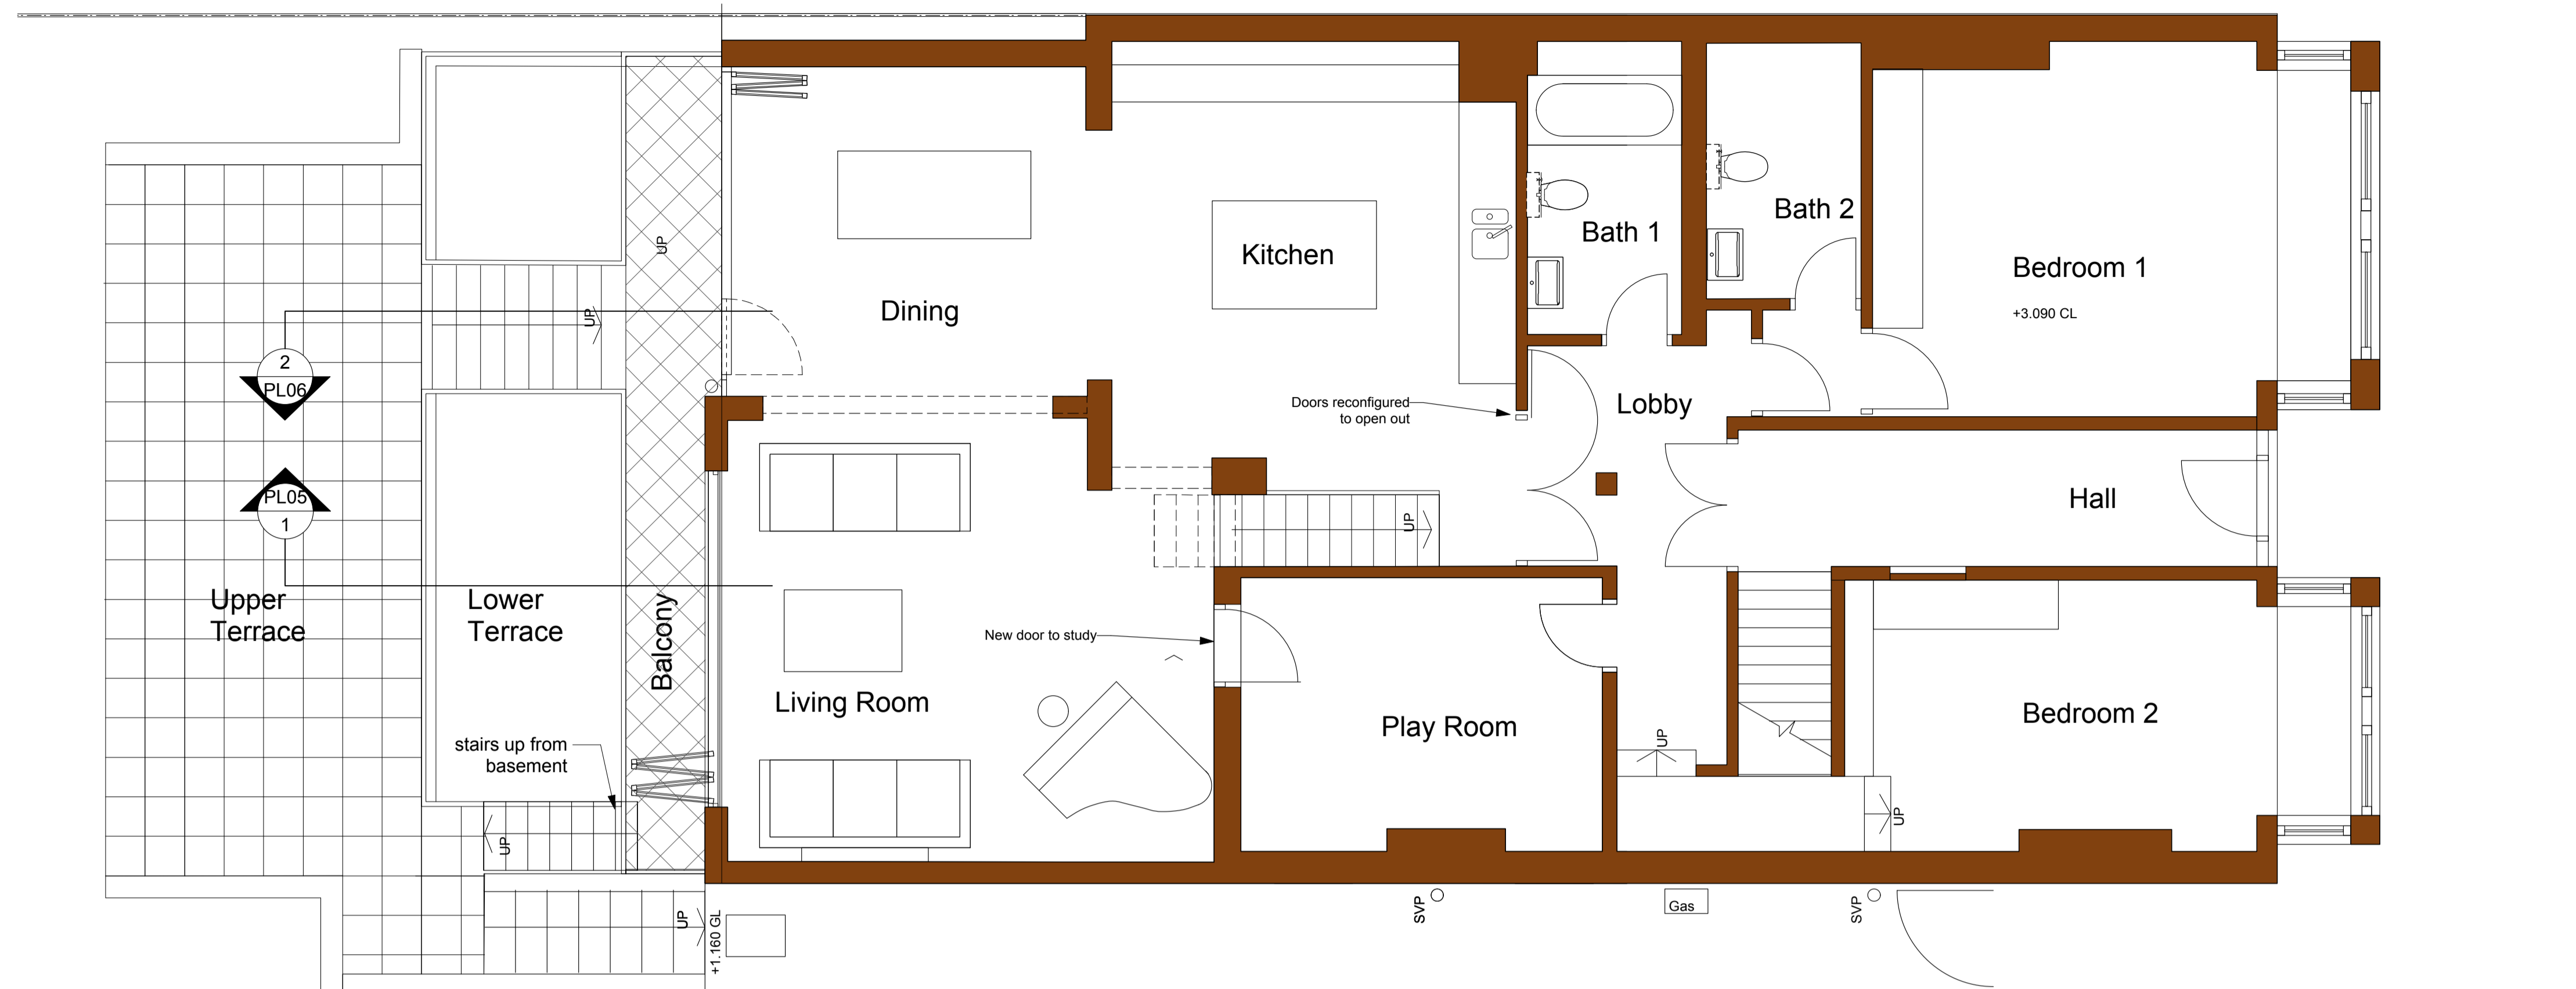 UP
Bath 2
Bath 1
Kitchen
Bedroom 1
+3.090 CL
Dining
UP
2
PL06
Doors reconfigured
to open out
Lobby
PL05
1
Hall
UP
Upper
Terrace
Lower
Terrace
Balcony
New door to study
Living Room
Play Room
Bedroom 2
stairs up from
basement
UP
UP
UP
UP
+1.160 GL
SVP
Gas
SVP